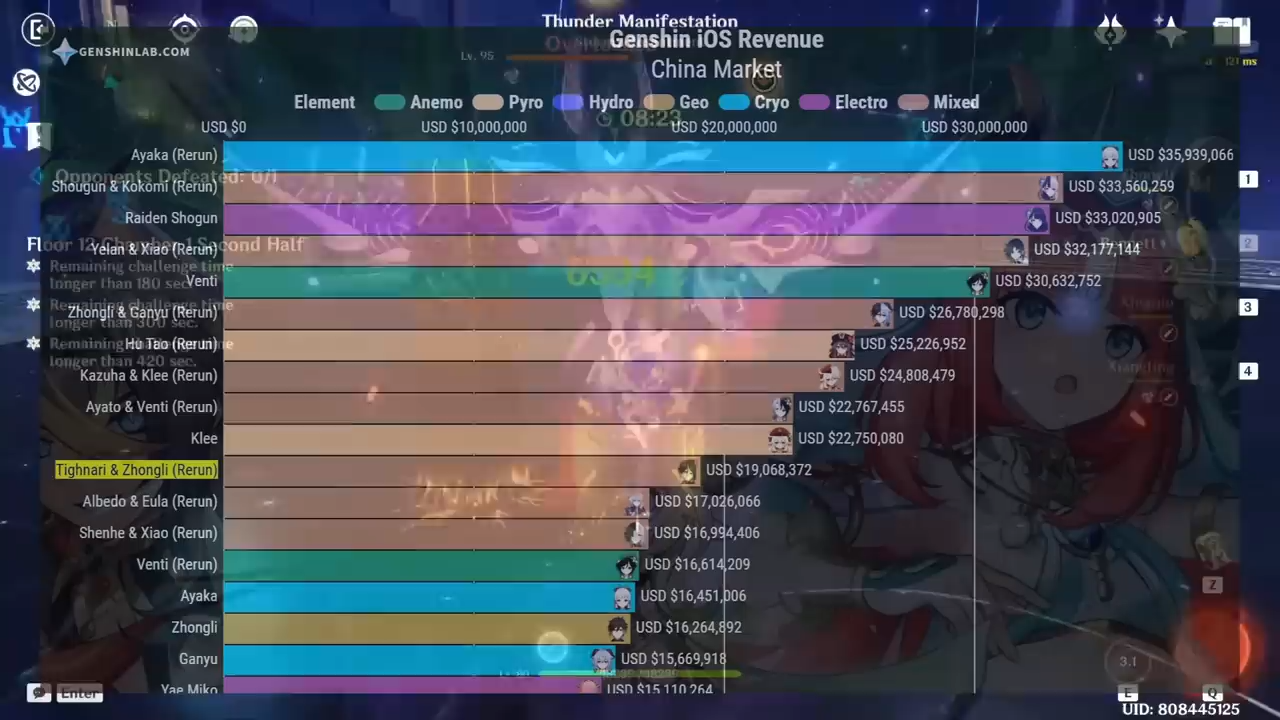 Thunder Manifestation
GENSHINLAB.COM
Lv. 95
Genshin iOS Revenue
121 ms
China Market
Element Anemo Pyro Hydro Geo Cryo Electro Mixed
08:23
USD $0 USD $10,000,000 USD $20,000,000 USD $30,000,000
Ayaka (Rerun) USD $35,939,066
Opponents Defeated: 0/1
1
Shougun & Kokomi (Rerun) USD $33,560,259
Raiden Shogun USD $33,020,905
Second Half
2
Yelan & Xiao (Rerun) USD $32,177,144
Remaining challenge time
longer than 180 sec.
Venti USD $30,632,752
Remaining challenge time
3
Zhongli & Ganyu (Rerun) USD $26,780,298
longer than 300 sec.
Hu Tao (Rerun) USD $25,226,952
longer than 420 sec.
Xiangling
4
Kazuha & Klee (Rerun) USD $24,808,479
Ayato & Venti (Rerun) USD $22,767,455
Klee USD $22,750,080
Tighnari & Zhongli (Rerun) USD $19,068,372
Albedo & Eula (Rerun) USD $17,026,066
Shenhe & Xiao (Rerun) USD $16,994,406
Venti (Rerun) USD $16,614,209
Z
Ayaka USD $16,451,006
Zhongli USD $16,264,892
Ganyu USD $15,669,918
3.1
Yae Miko USD $15,110,264
Enter
E Q
UID: 808445125